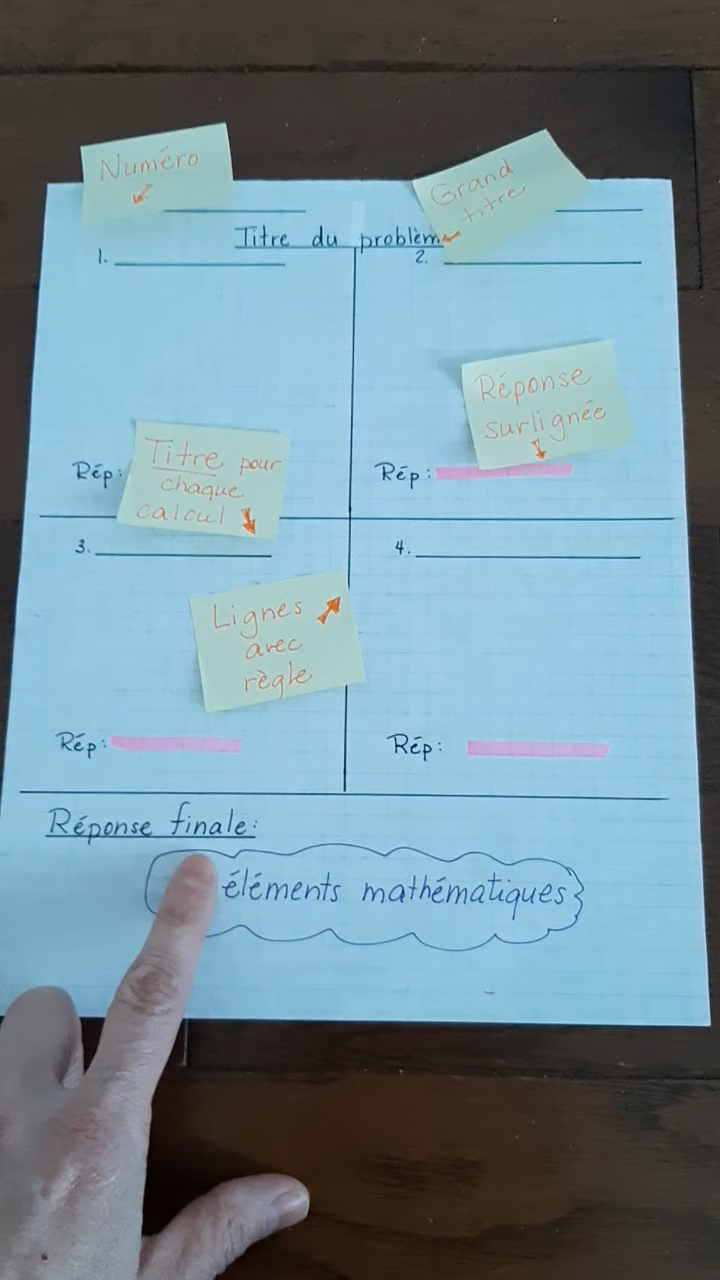 Numéro
Grand
titre
Titre du problèm
1.
2.
Réponse
surlignée
Rép:
Titre pour
chaque
calcul
Rép:
3.
4.
Lignes
avec
règle
Rép:
Rép:
Réponse finale:
éléments mathématiques